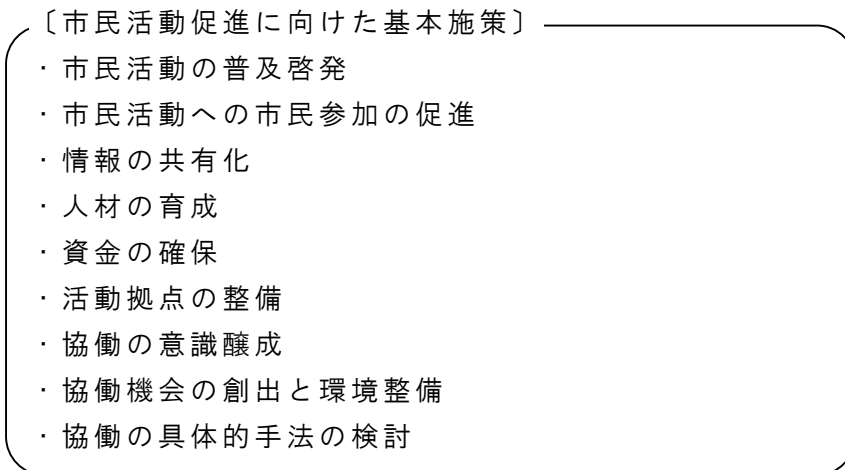 〔市民活動促進に向けた基本施策〕
・市民活動の普及啓発
・市民活動への市民参加の促進
・情報の共有化
・人材の育成
・資金の確保
・活動拠点の整備
・協働の意識醸成
・協働機会の創出と環境整備
・協働の具体的手法の検討